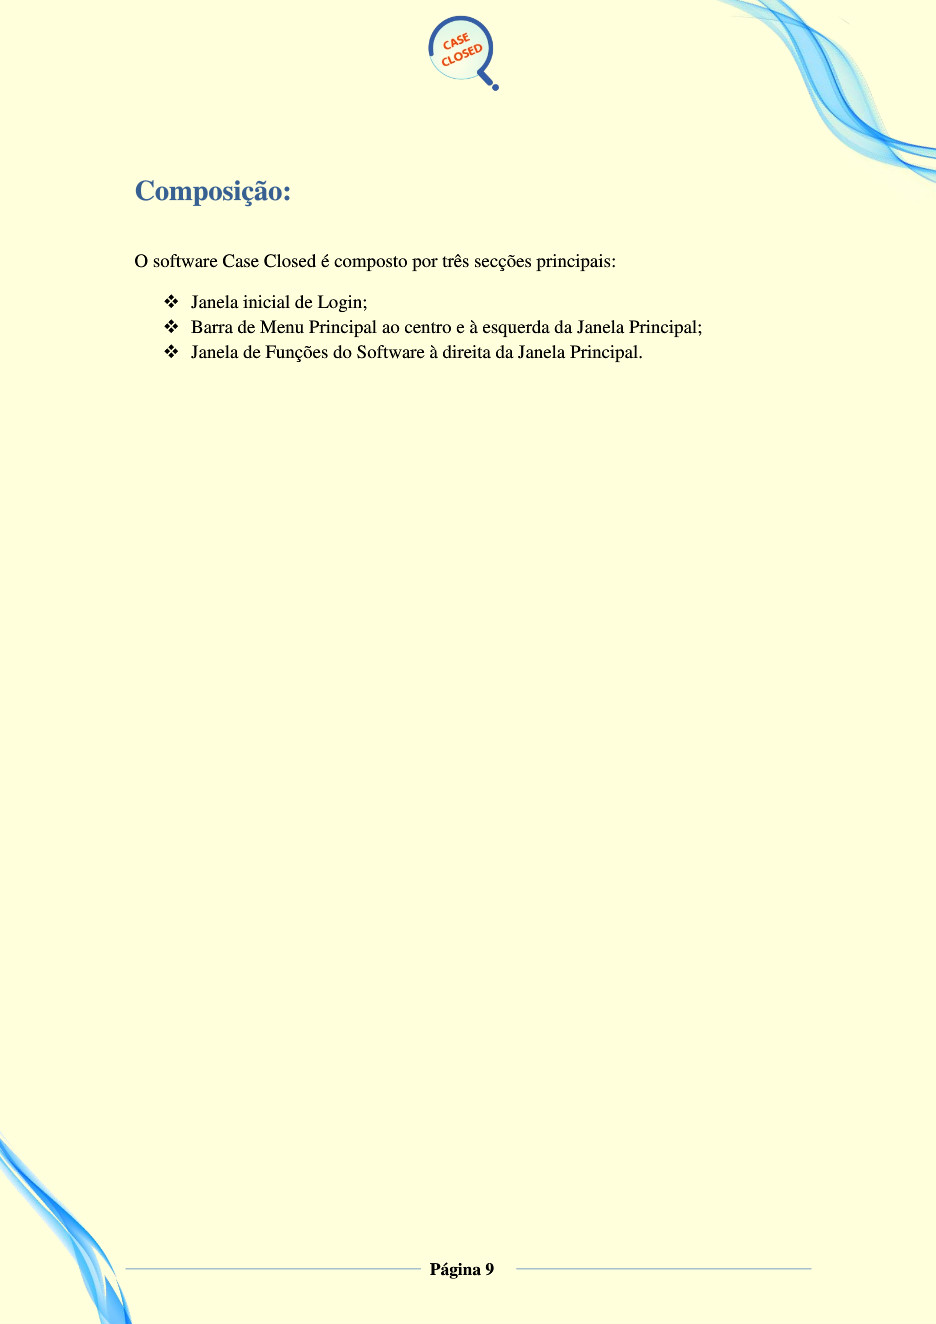 CASE
CLOSED
Composição:
O software Case Closed é composto por três secções principais:
❖ Janela inicial de Login;
❖ Barra de Menu Principal ao centro e à esquerda da Janela Principal;
❖ Janela de Funções do Software à direita da Janela Principal.
Página 9